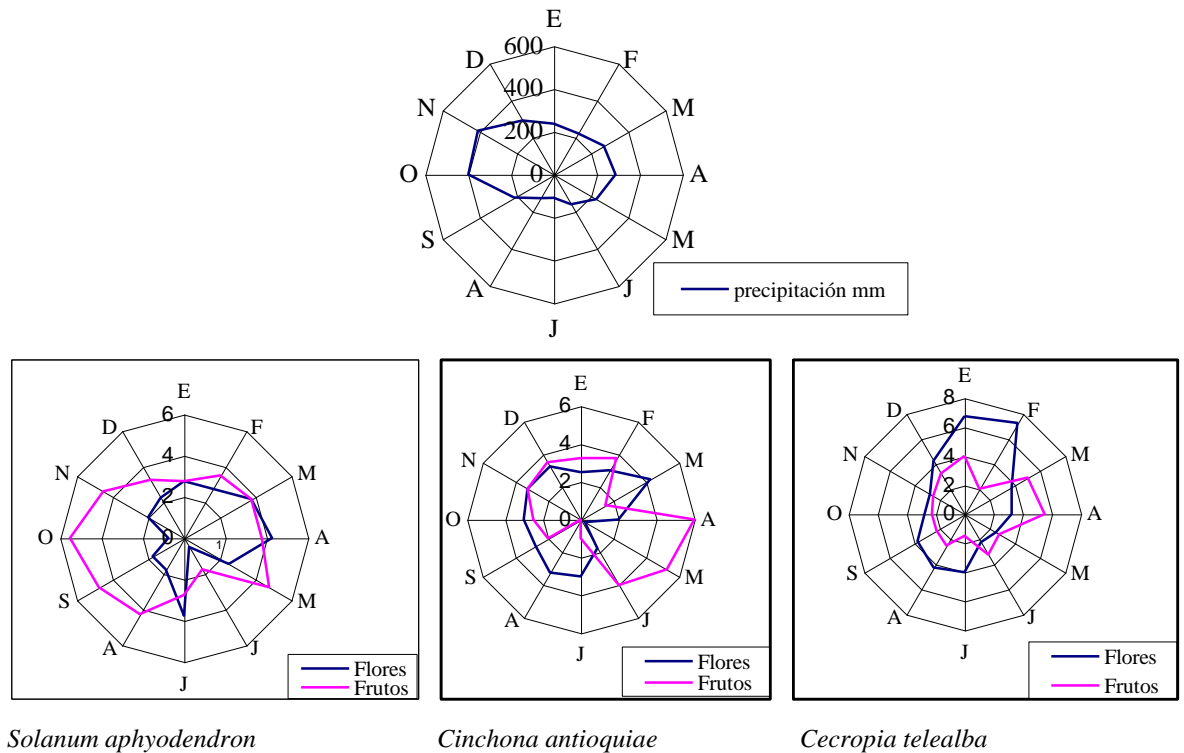 E
600
D
F
400
N
M
200
O
0
A
S
M
A
J
J
precipitación mm
E
6
D
F
4
N
M
2
O
0
1
A
S
M
A
J
J
Flores
Frutos
E
6
D
F
4
N
M
2
O
0
A
S
M
A
J
J
Flores
Frutos
E
8
D
F
6
N
M
4
2
O
0
A
S
M
A
J
J
Flores
Frutos
Solanum aphyodendron
Cinchona antioquiae
Cecropia telealba